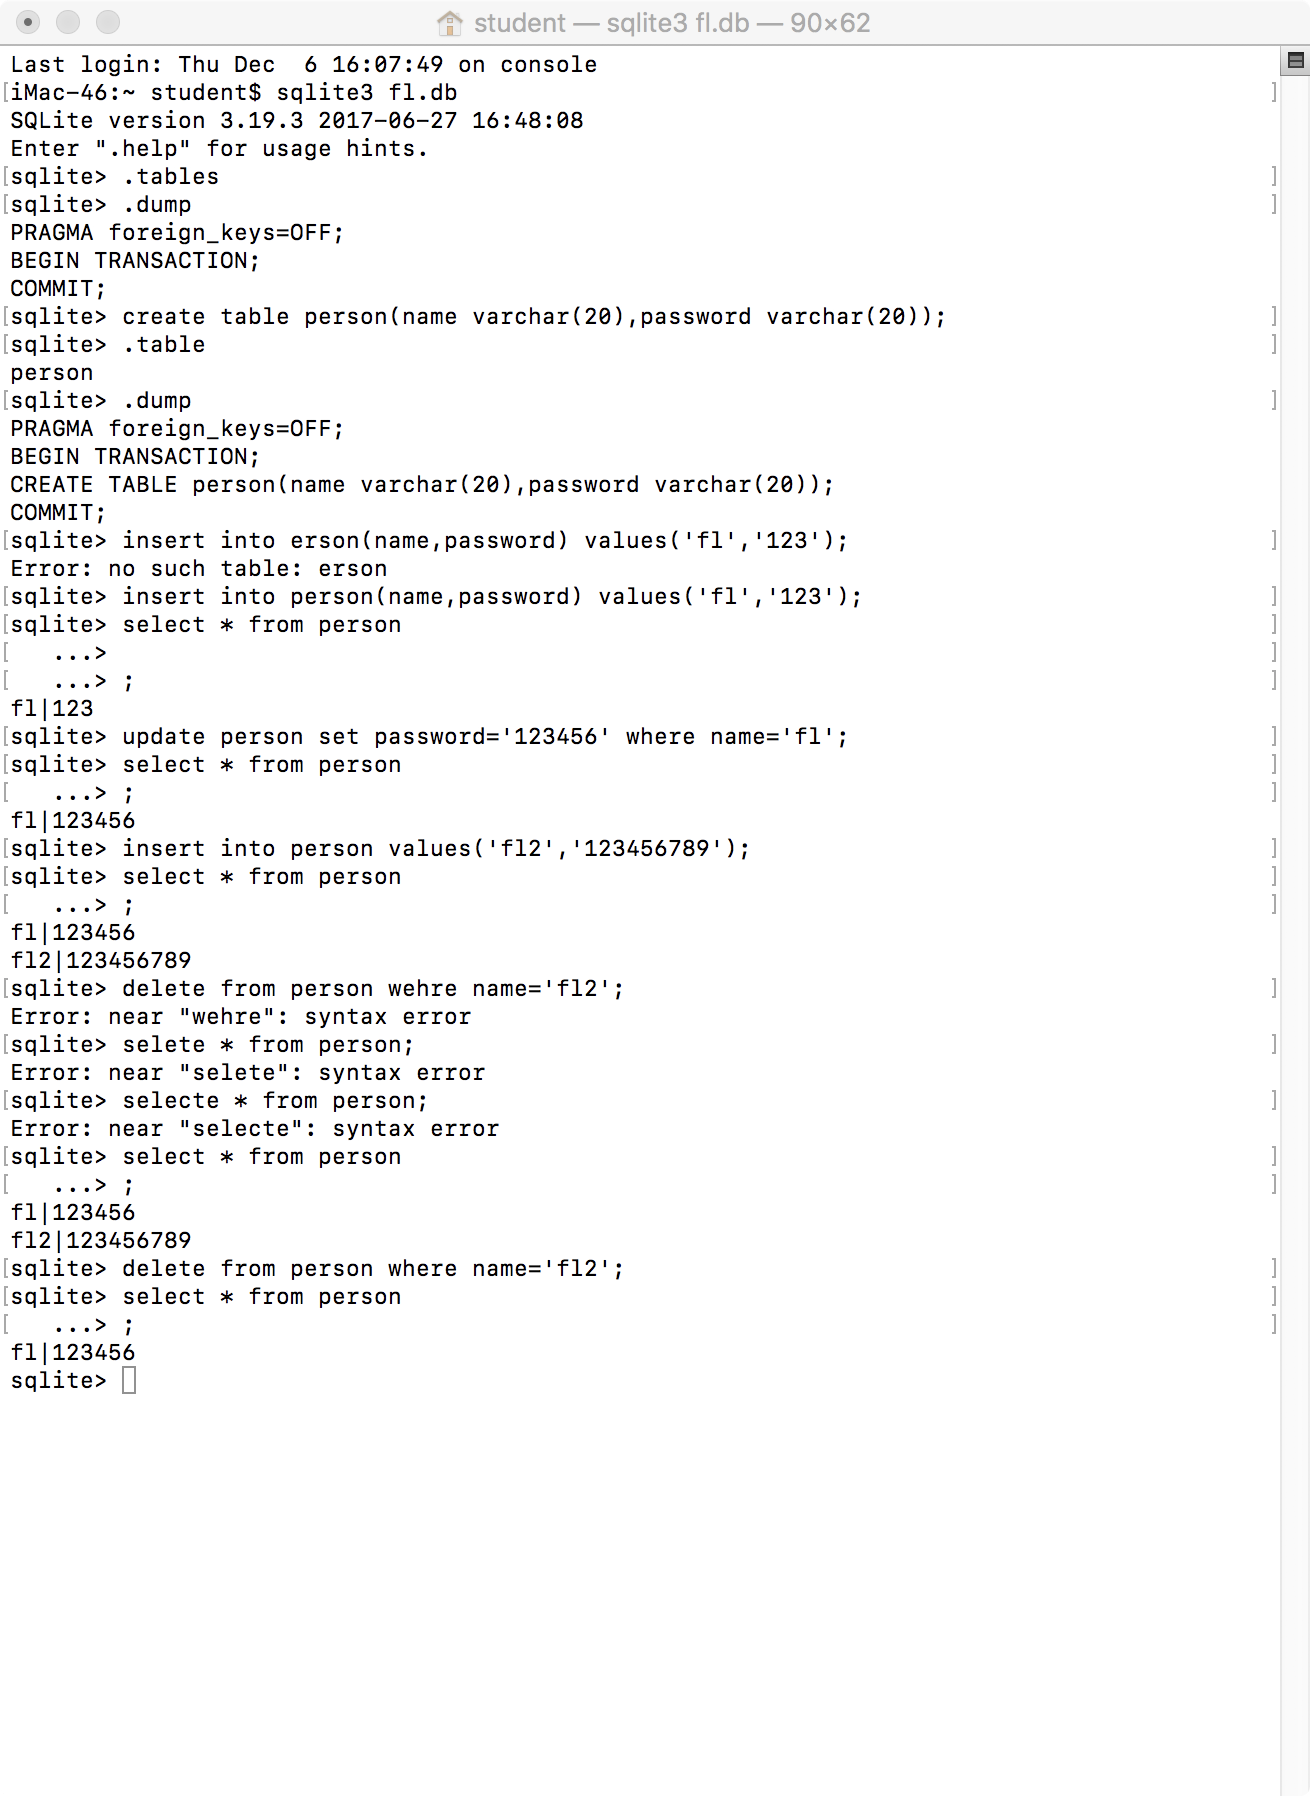 student — sqlite3 fl.db — 90×62
Last login: Thu Dec  6 16:07:49 on console
[iMac-46:~ student$ sqlite3 fl.db ]
SQLite version 3.19.3 2017-06-27 16:48:08
Enter ".help" for usage hints.
[sqlite> .tables ]
[sqlite> .dump ]
PRAGMA foreign_keys=OFF;
BEGIN TRANSACTION;
COMMIT;
[sqlite> create table person(name varchar(20),password varchar(20)); ]
[sqlite> .table ]
person
[sqlite> .dump ]
PRAGMA foreign_keys=OFF;
BEGIN TRANSACTION;
CREATE TABLE person(name varchar(20),password varchar(20));
COMMIT;
[sqlite> insert into erson(name,password) values('fl','123'); ]
Error: no such table: erson
[sqlite> insert into person(name,password) values('fl','123'); ]
[sqlite> select * from person ]
[   ...> ]
[   ...> ; ]
fl|123
[sqlite> update person set password='123456' where name='fl'; ]
[sqlite> select * from person ]
[   ...> ; ]
fl|123456
[sqlite> insert into person values('fl2','123456789'); ]
[sqlite> select * from person ]
[   ...> ; ]
fl|123456
fl2|123456789
[sqlite> delete from person wehre name='fl2'; ]
Error: near "wehre": syntax error
[sqlite> selete * from person; ]
Error: near "selete": syntax error
[sqlite> selecte * from person; ]
Error: near "selecte": syntax error
[sqlite> select * from person ]
[   ...> ; ]
fl|123456
fl2|123456789
[sqlite> delete from person where name='fl2'; ]
[sqlite> select * from person ]
[   ...> ; ]
fl|123456
sqlite>